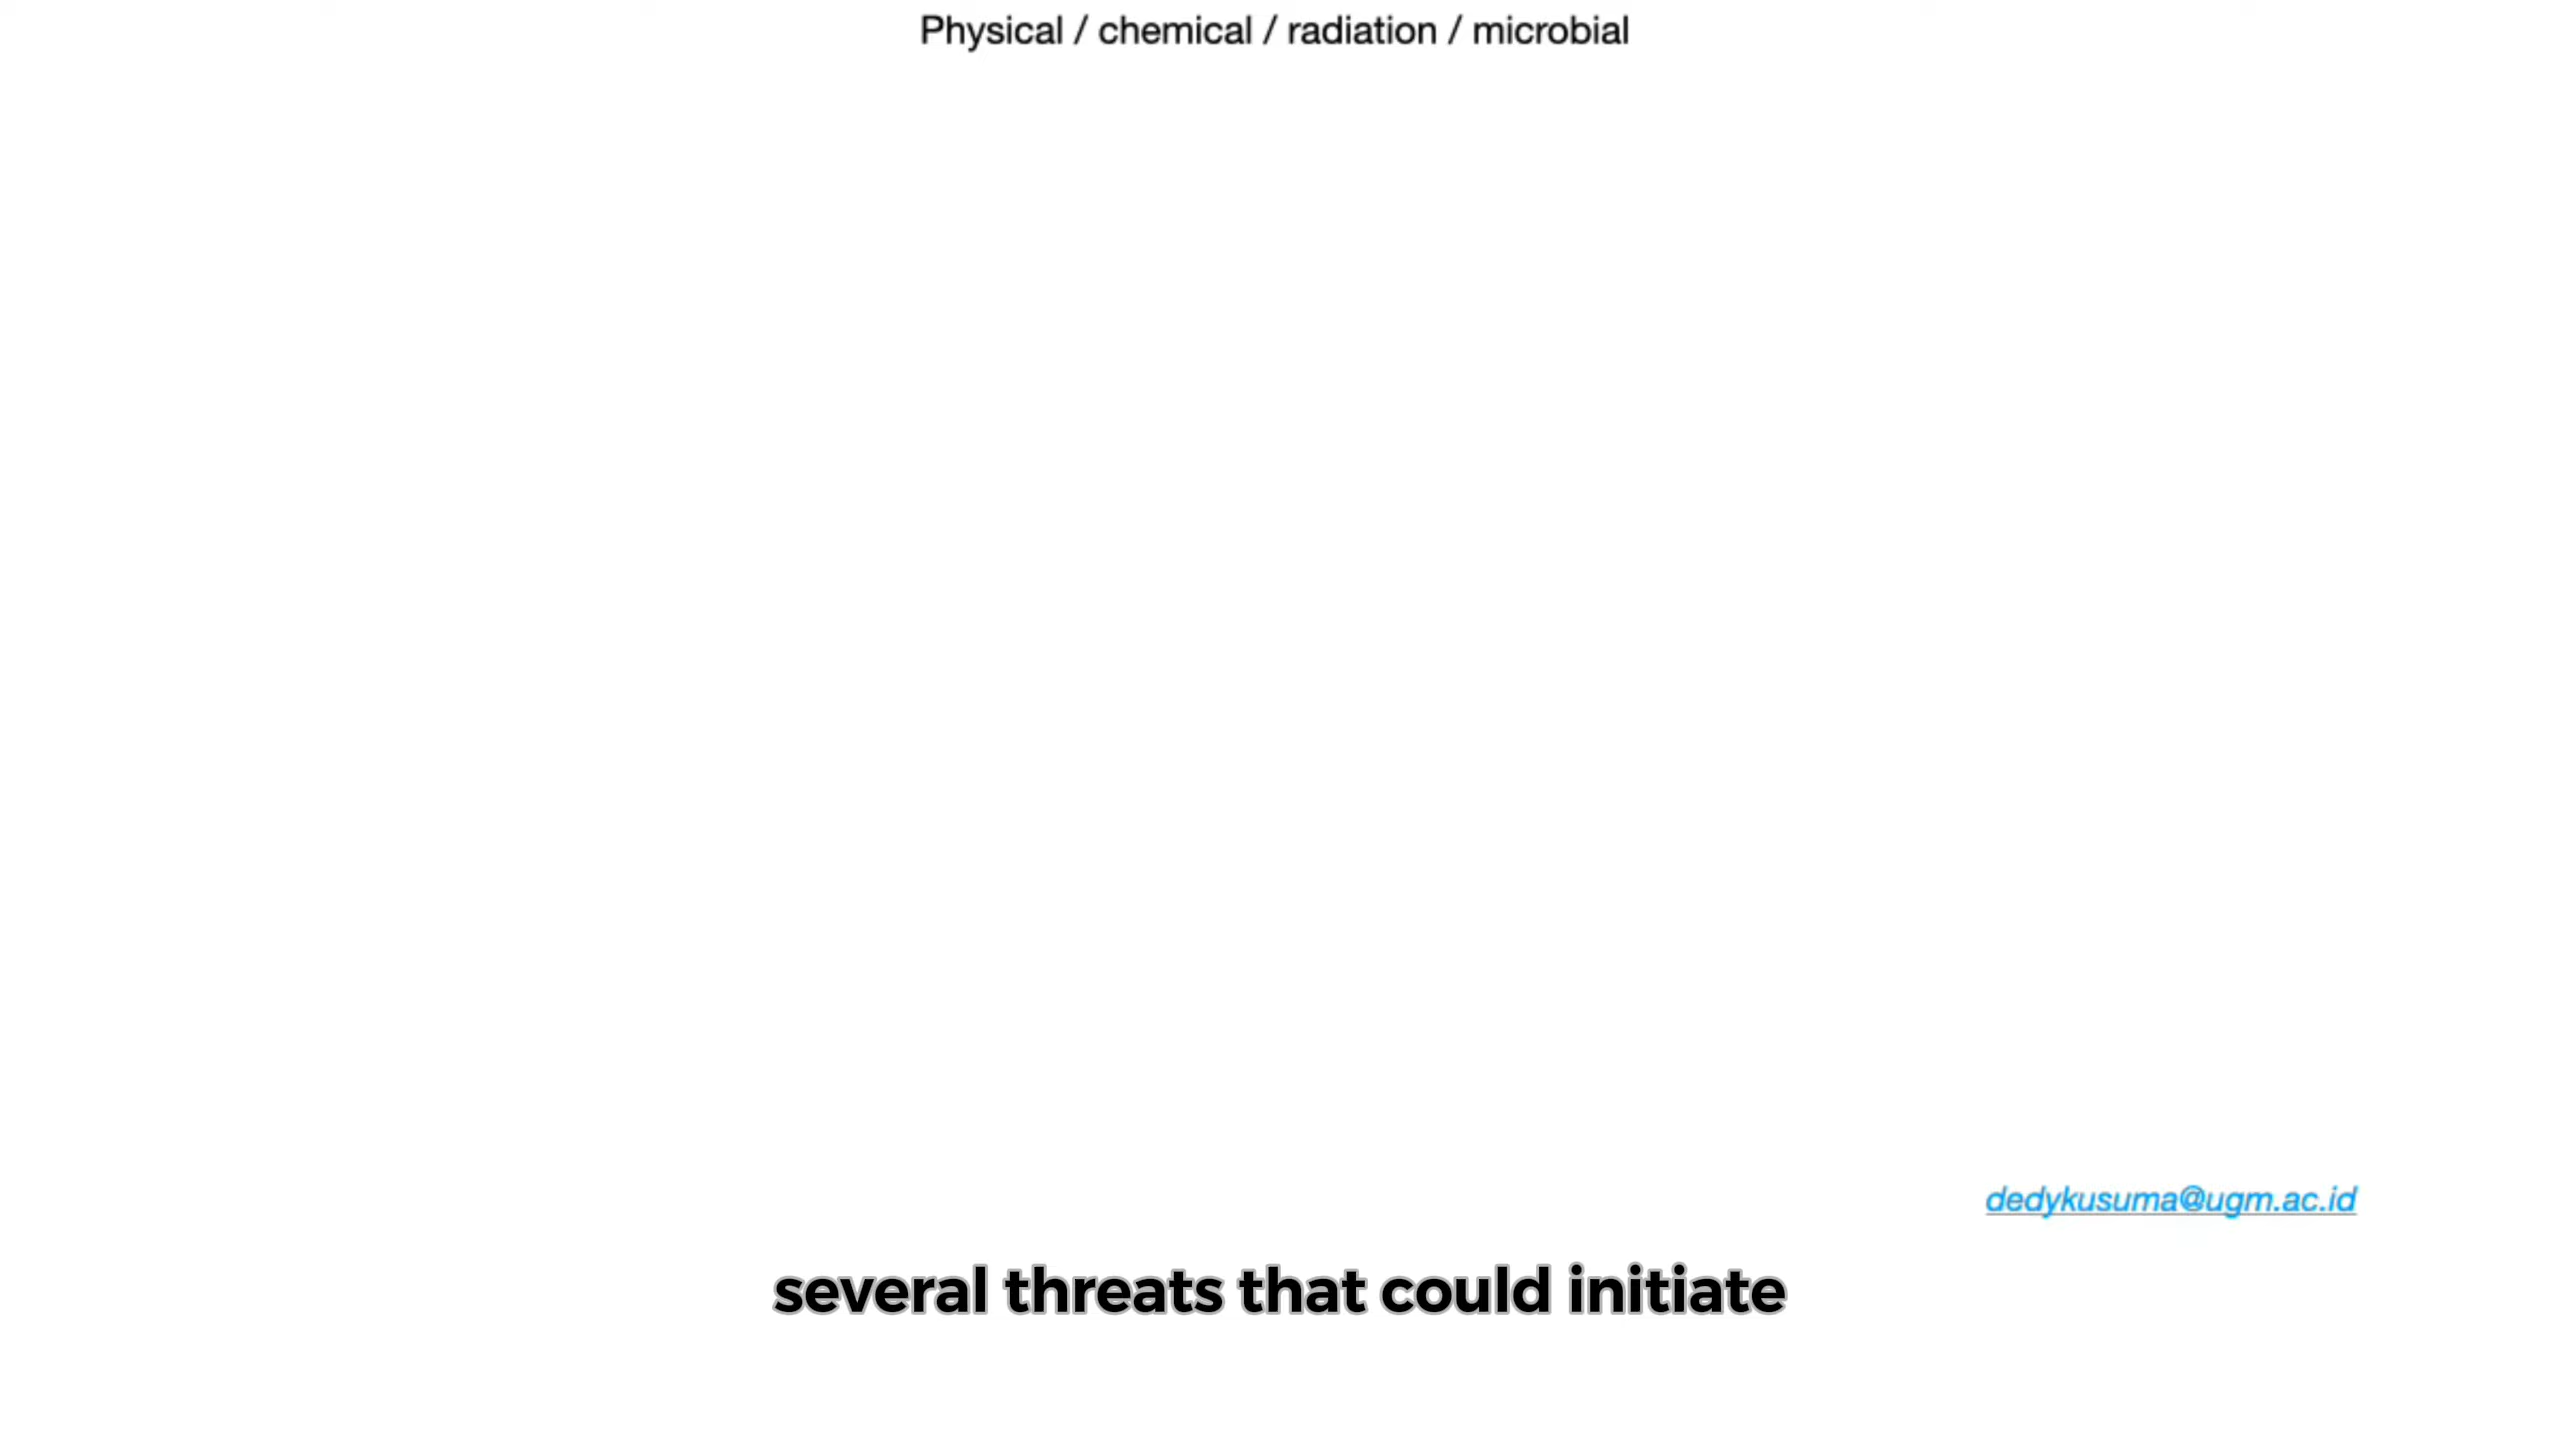 Physical / chemical / radiation / microbial
dedykusuma@ugm.ac.id
several threats that could initiate